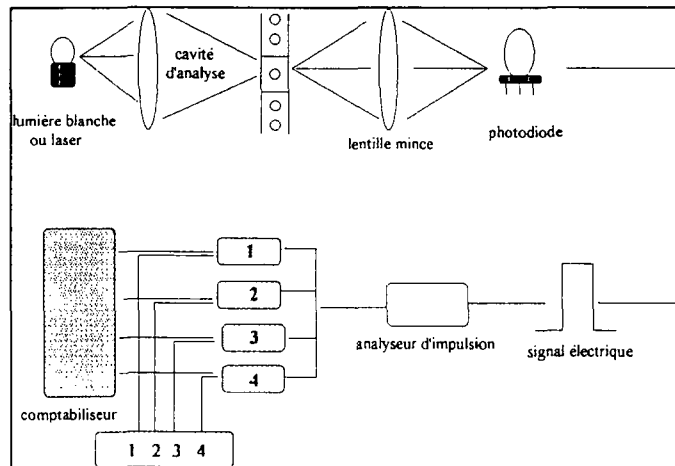 cavité
d'analyse
lumière blanche
ou laser
lentille mince
photodiode
1
2
3
4
analyseur d'impulsion
signal électrique
comptabiliseur
1 2 3 4